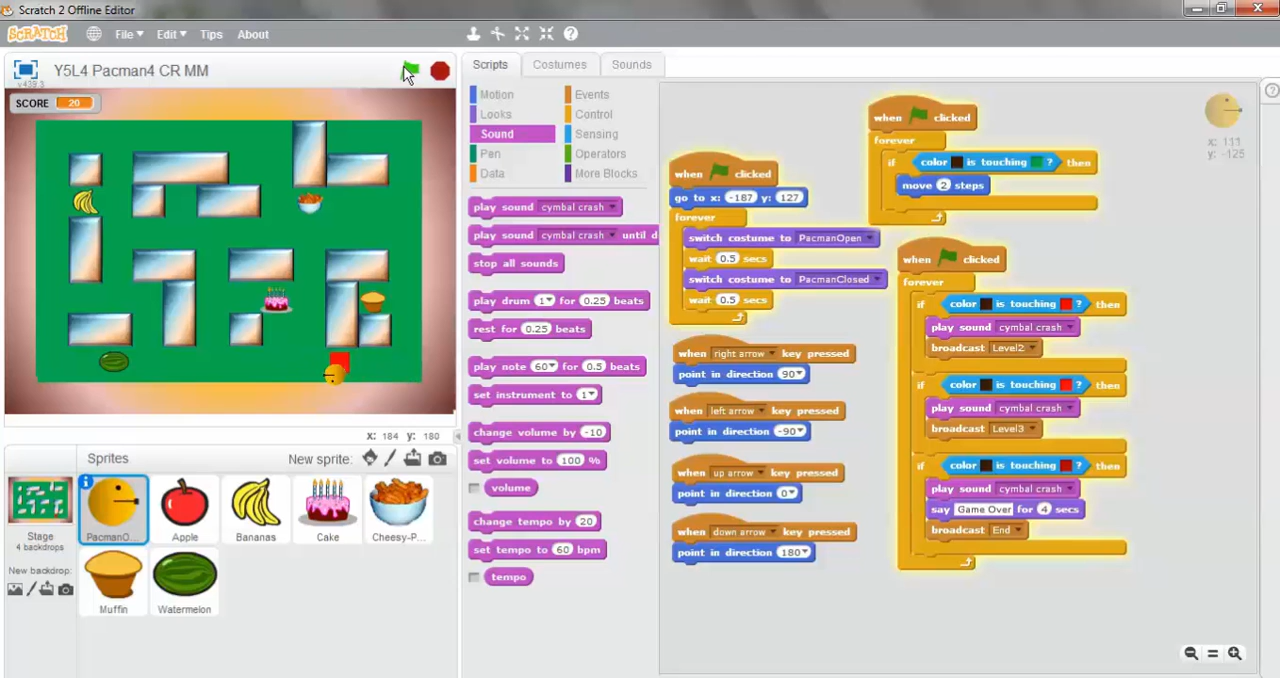 Scratch 2 Offline Editor
SCRATCH File Edit Tips About
Y5L4 Pacman4 CR MM
v439.3
SCORE 20
x: 184 y: 180
Sprites New sprite:
Stage
4 backdrops
New backdrop:
PacmanO...
Apple
Bananas
Cake
Cheesy-P...
Muffin
Watermelon
Scripts Costumes Sounds
Motion Events
Looks Control
Sound Sensing
Pen Operators
Data More Blocks
play sound cymbal crash
play sound cymbal crash until d
stop all sounds
play drum 1 for 0.25 beats
rest for 0.25 beats
play note 60 for 0.5 beats
set instrument to 1
change volume by -10
set volume to 100 %
volume
change tempo by 20
set tempo to 60 bpm
tempo
when clicked
go to x: -187 y: 127
forever
switch costume to PacmanOpen
wait 0.5 secs
switch costume to PacmanClosed
wait 0.5 secs
when right arrow key pressed
point in direction 90
when left arrow key pressed
point in direction -90
when up arrow key pressed
point in direction 0
when down arrow key pressed
point in direction 180
when clicked
forever
if color is touching ? then
move 2 steps
when clicked
forever
if color is touching ? then
play sound cymbal crash
broadcast Level2
if color is touching ? then
play sound cymbal crash
broadcast Level3
if color is touching ? then
play sound cymbal crash
say Game Over for 4 secs
broadcast End
x: 111
y: -125